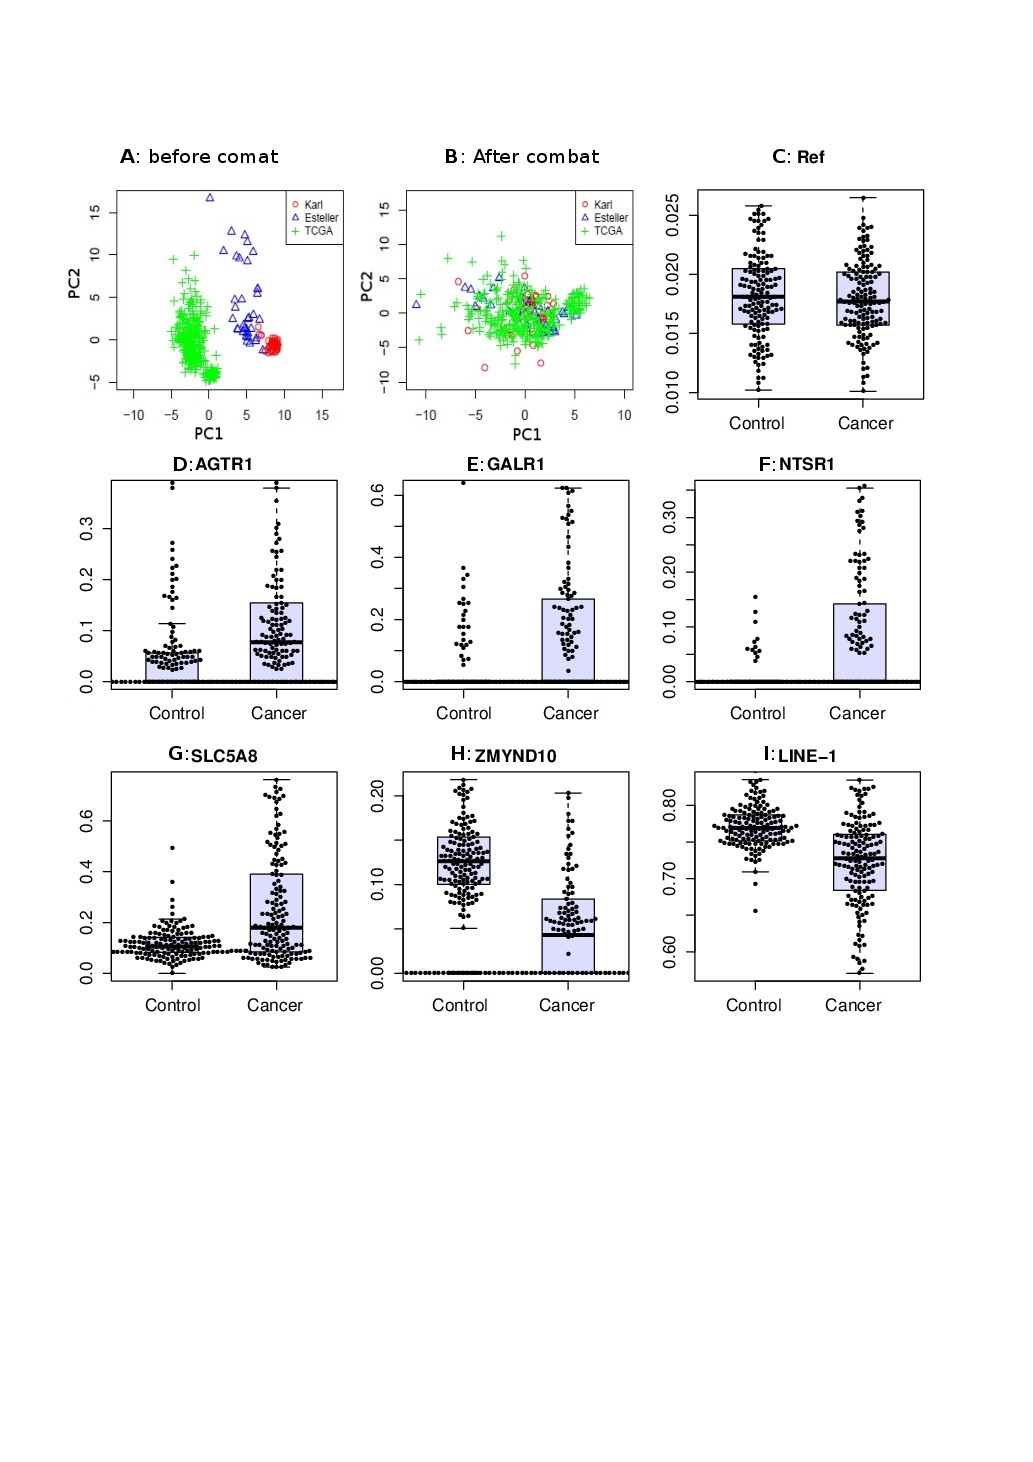 A: before comat
B: After combat
C: Ref
15
10
5
0
−5
PC2
Karl
Esteller
TCGA
−10 −5 0 5 10 15
PC1
15
10
5
0
−5
−10
PC2
Karl
Esteller
TCGA
−10 −5 0 5 10
PC1
0.025
0.020
0.015
0.010
Control Cancer
D: AGTR1
E: GALR1
F: NTSR1
0.3
0.2
0.1
0.0
Control Cancer
0.6
0.4
0.2
0.0
Control Cancer
0.30
0.20
0.10
0.00
Control Cancer
G: SLC5A8
H: ZMYND10
I: LINE−1
0.6
0.4
0.2
0.0
Control Cancer
0.20
0.10
0.00
Control Cancer
0.80
0.70
0.60
Control Cancer